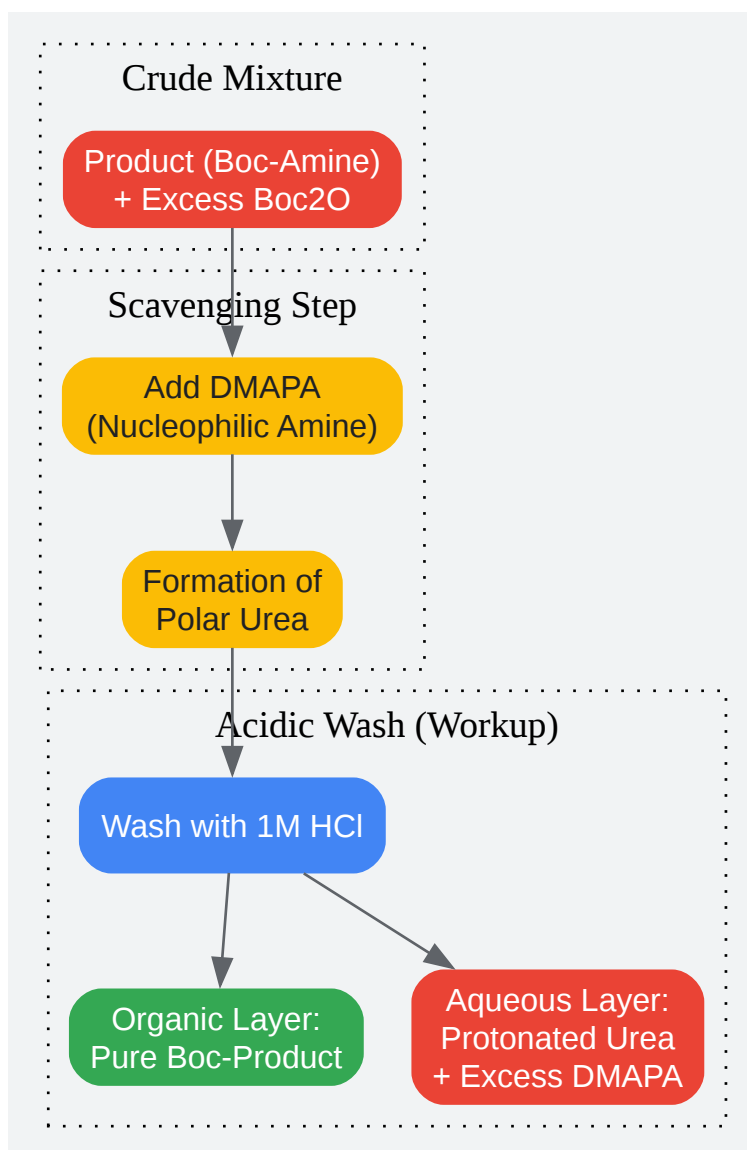 Crude Mixture
Product (Boc-Amine)
+ Excess Boc2O
Scavenging Step
Add DMAPA
(Nucleophilic Amine)
Formation of
Polar Urea
Acidic Wash (Workup)
Wash with 1M HCl
Organic Layer:
Pure Boc-Product
Aqueous Layer:
Protonated Urea
+ Excess DMAPA